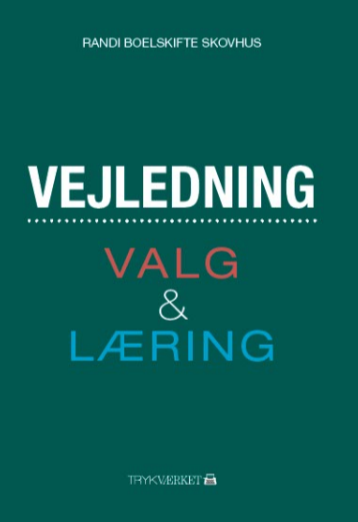 RANDI BOELSKIFTE SKOVHUS
VEJLEDNING
VALG
&
LÆRING
TRYKVÆRKET